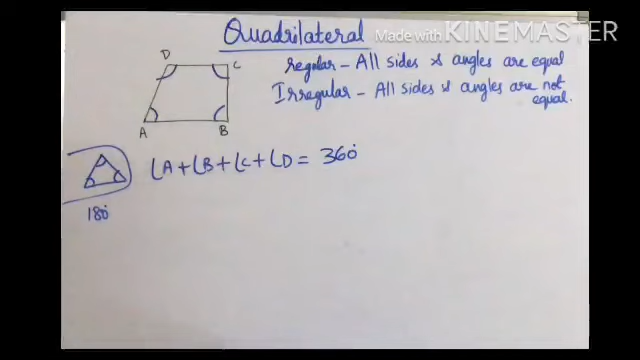 Quadrilateral
Made with KINEMASTER
regular - All sides & angles are equal
Irregular - All sides & angles are not equal.
D
C
A
B
∠A + ∠B + ∠C + ∠D = 360°
180°